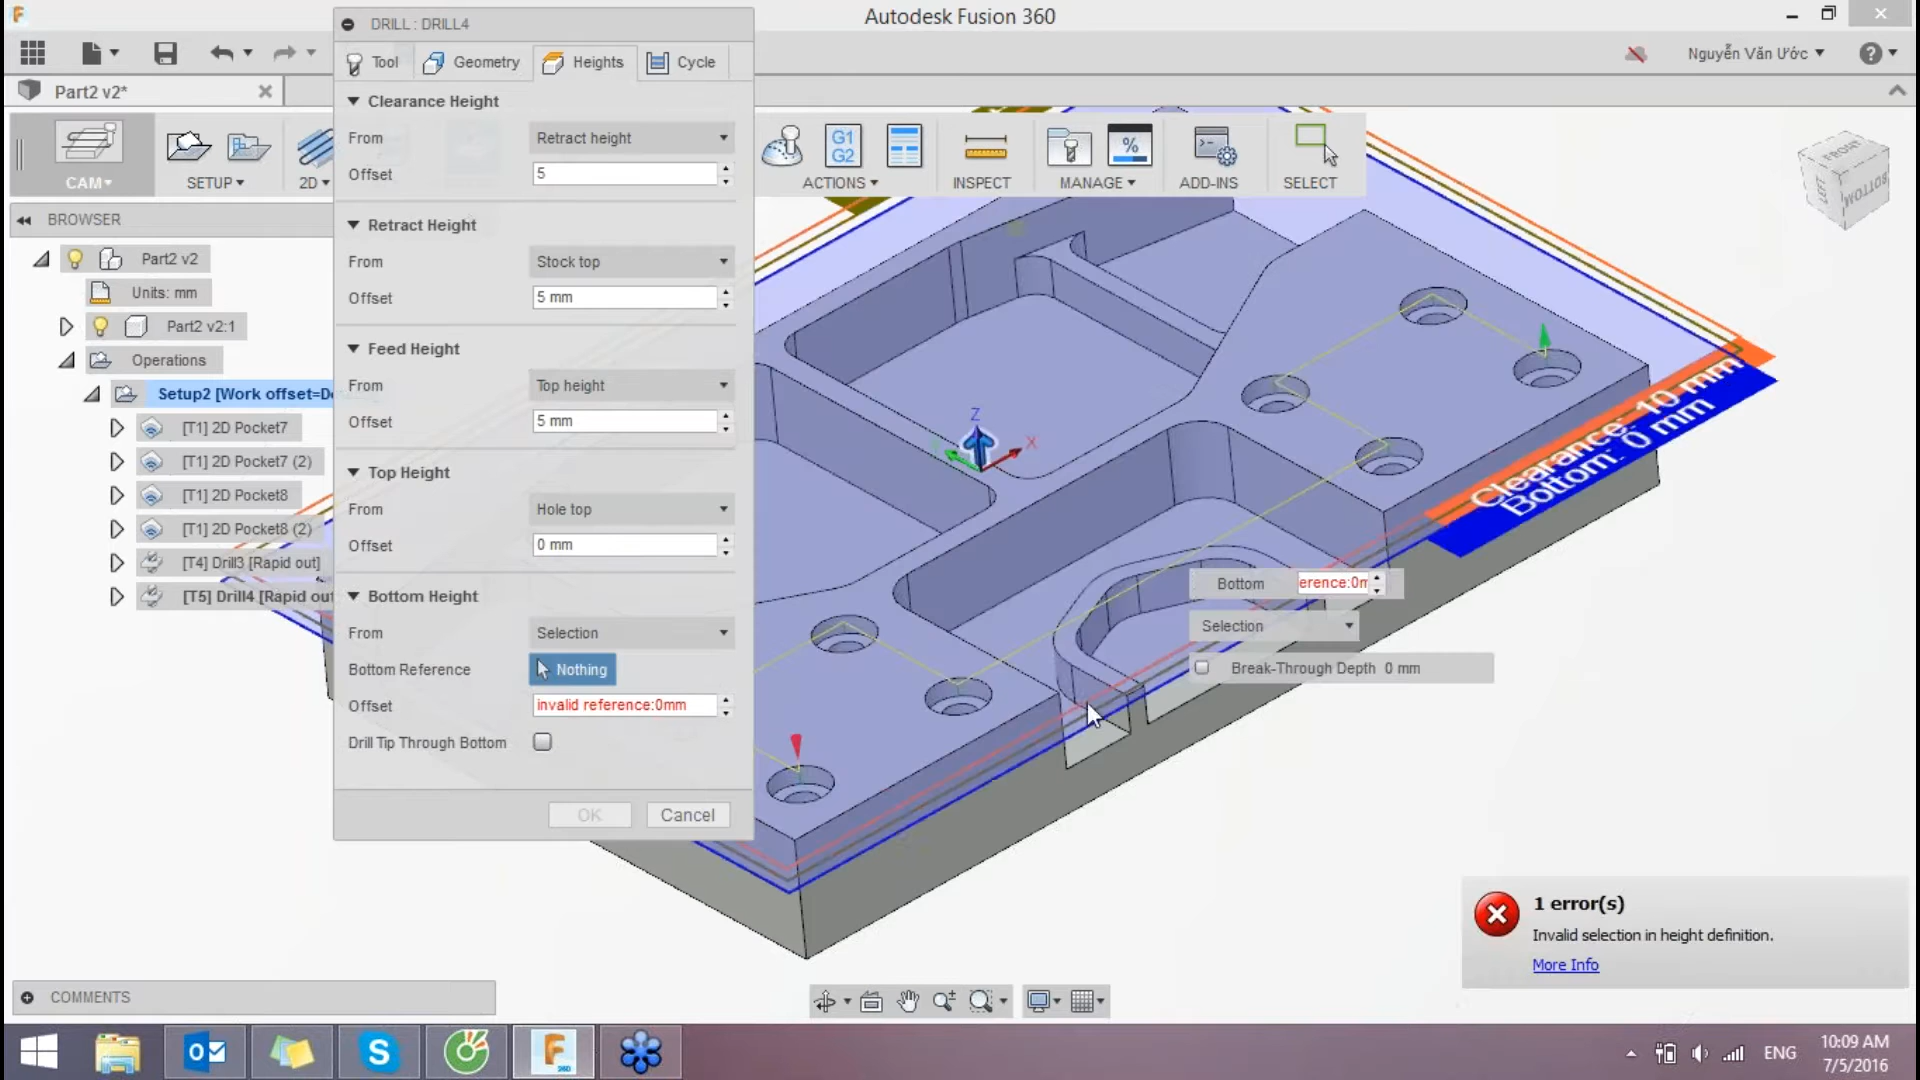 Autodesk Fusion 360
DRILL : DRILL4
Nguyễn Văn Ước
Tool
Geometry
Heights
Cycle
Part2 v2*
CAM
SETUP
2D
G1
G2
%
ACTIONS
INSPECT
MANAGE
ADD-INS
SELECT
FRONT
LEFT
BOTTOM
BROWSER
Part2 v2
Units: mm
Part2 v2:1
Operations
Setup2 [Work offset=De
[T1] 2D Pocket7
[T1] 2D Pocket7 (2)
[T1] 2D Pocket8
[T1] 2D Pocket8 (2)
[T4] Drill3 [Rapid out]
[T5] Drill4 [Rapid out
Clearance Height
From
Retract height
Offset
5
Retract Height
From
Stock top
Offset
5 mm
Feed Height
From
Top height
Offset
5 mm
Top Height
From
Hole top
Offset
0 mm
Bottom Height
From
Selection
Bottom Reference
Nothing
Offset
invalid reference:0mm
Drill Tip Through Bottom
OK
Cancel
Z
X
Clearance: 10 mm
Bottom: 0 mm
Bottom
erence:0m
Selection
Break-Through Depth 0 mm
1 error(s)
Invalid selection in height definition.
More Info
COMMENTS
ENG
10:09 AM
7/5/2016